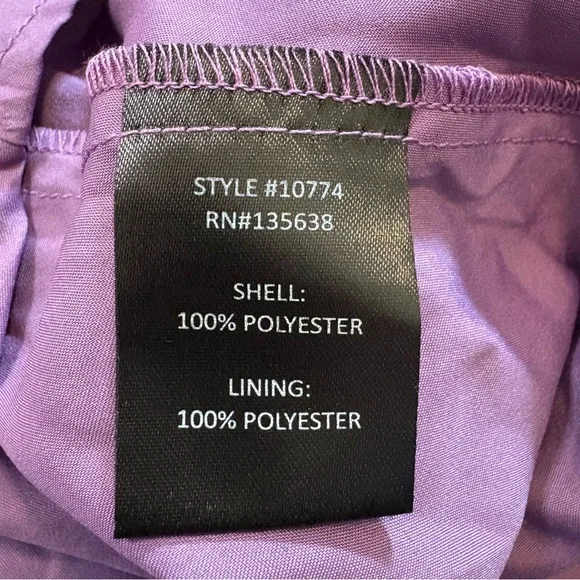 STYLE #10774
RN#135638
SHELL:
100% POLYESTER
LINING:
100% POLYESTER